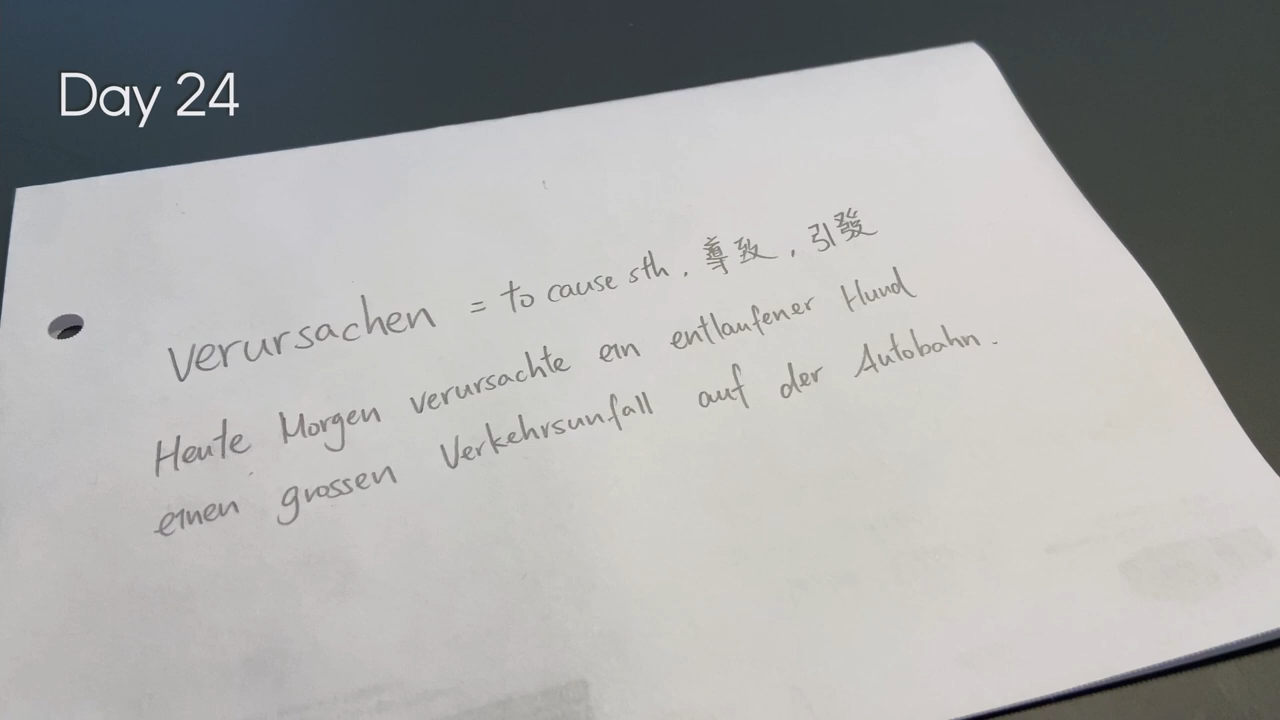 Day 24
verursachen = to cause sth, 導致, 引發
Heute Morgen verursachte ein entlaufener Hund
einen grossen Verkehrsunfall auf der Autobahn.